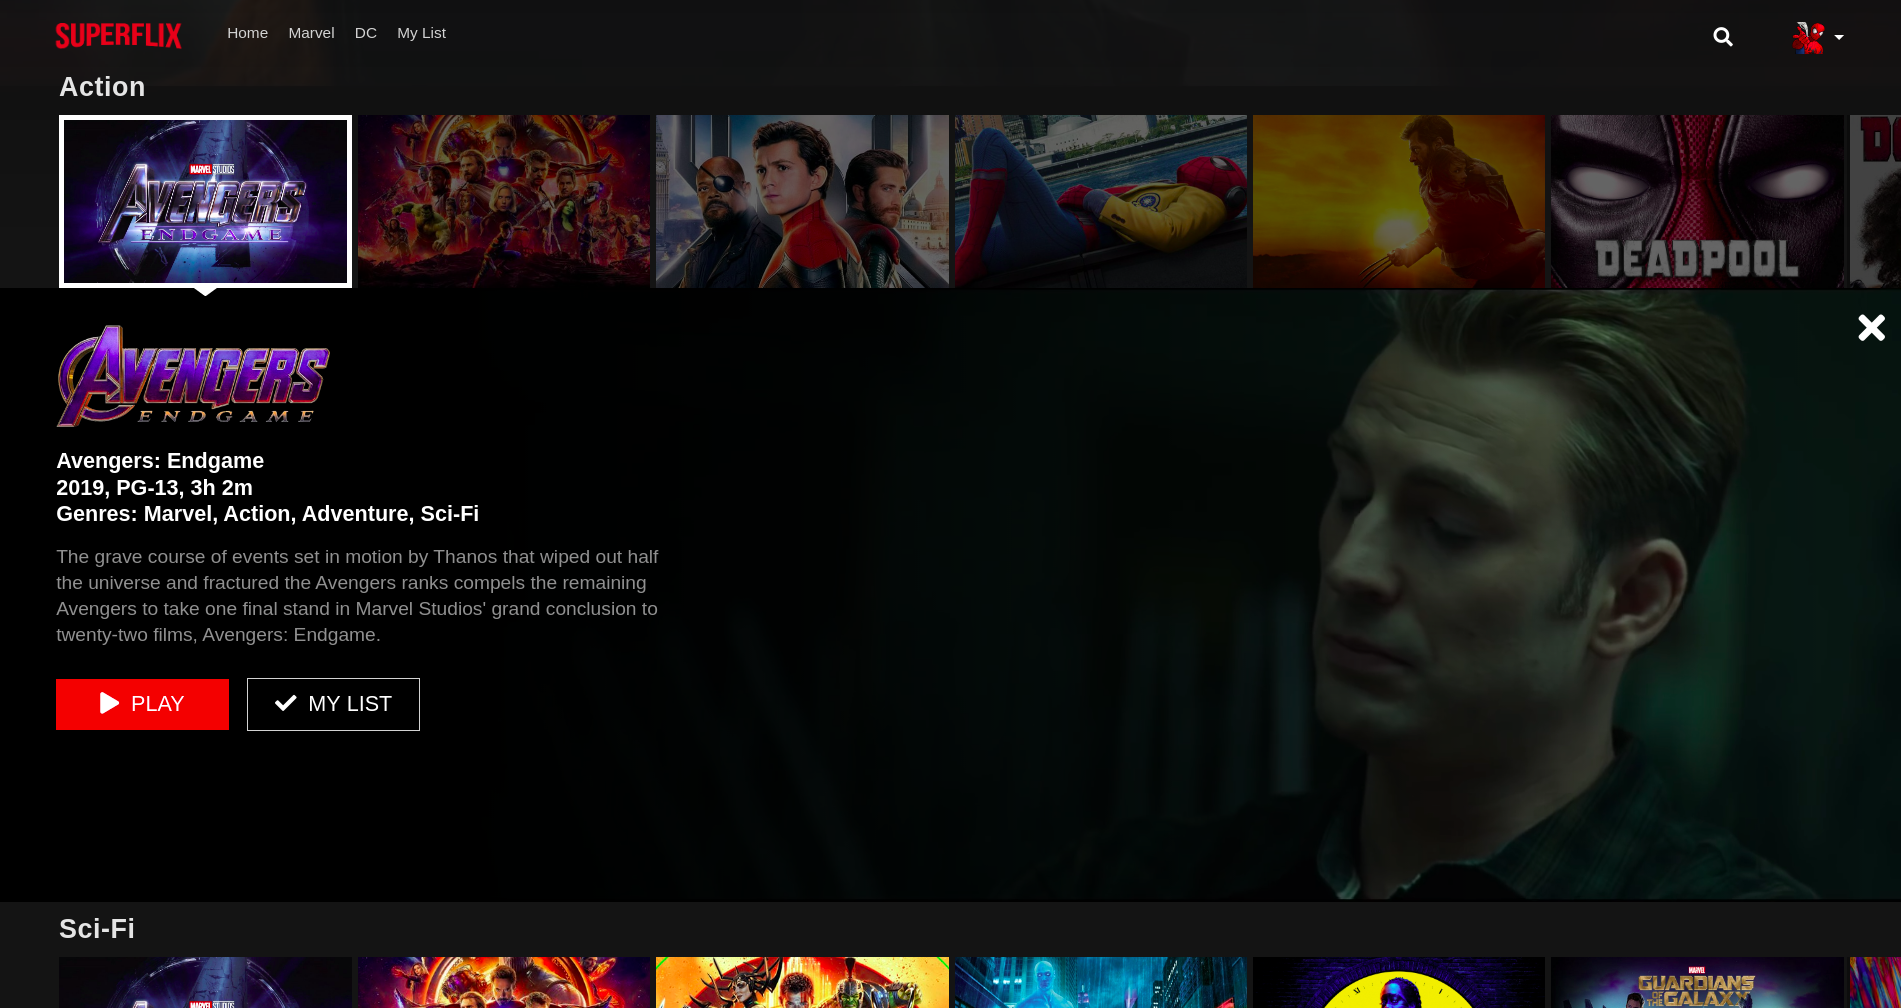 SUPERFLIX
Home
Marvel
DC
My List
Action
MARVEL STUDIOS
AVENGERS
ENDGAME
DEADPOOL
AVENGERS
ENDGAME
Avengers: Endgame
2019, PG-13, 3h 2m
Genres: Marvel, Action, Adventure, Sci-Fi
The grave course of events set in motion by Thanos that wiped out half
the universe and fractured the Avengers ranks compels the remaining
Avengers to take one final stand in Marvel Studios' grand conclusion to
twenty-two films, Avengers: Endgame.
PLAY
MY LIST
Sci-Fi
MARVEL STUDIOS
MARVEL
GUARDIANS
OF THE GALAXY